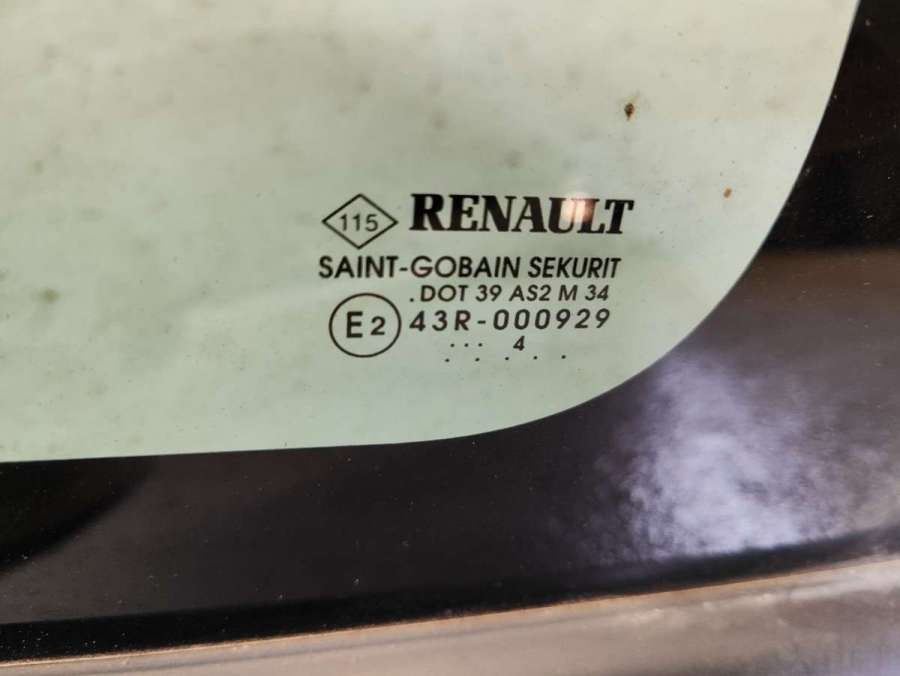 115 RENAULT
SAINT-GOBAIN SEKURIT
.DOT 39 AS2 M 34
E2 43R-000929
... 4
. . . . .